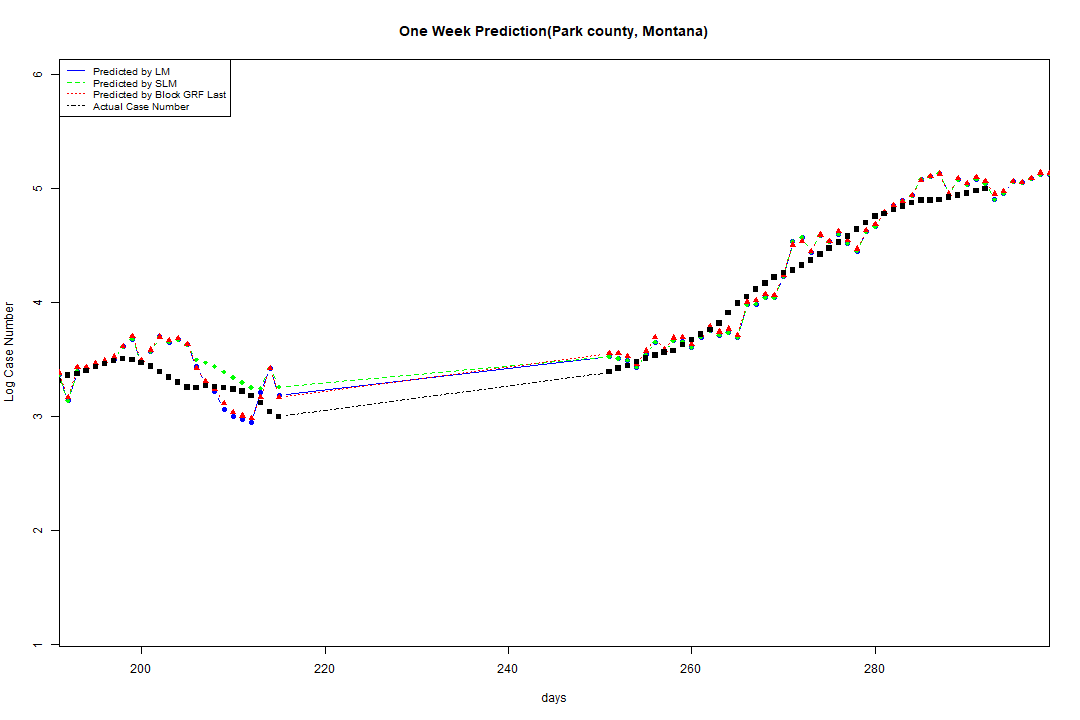 One Week Prediction(Park county, Montana)
Predicted by LM
Predicted by SLM
Predicted by Block GRF Last
Actual Case Number
6
5
4
3
2
1
Log Case Number
200 220 240 260 280
days